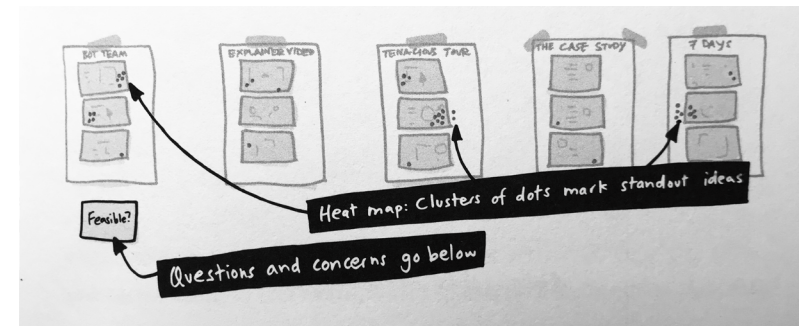 BOT TEAM
EXPLAINER VIDEO
TENACIOUS TOUR
THE CASE STUDY
7 DAYS
Feasible?
Heat map: Clusters of dots mark standout ideas
Questions and concerns go below